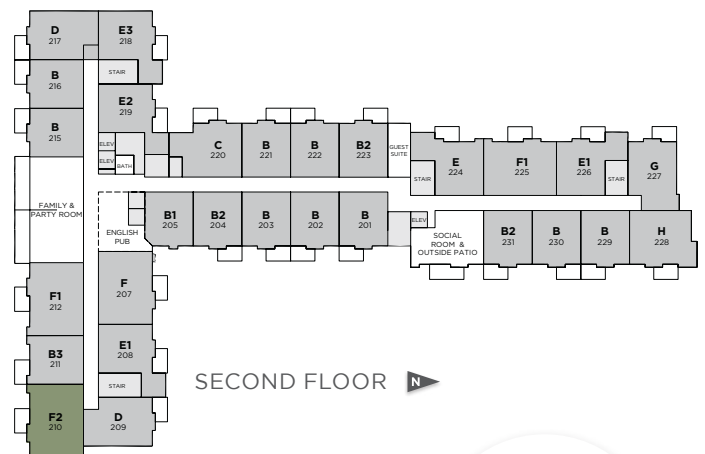 D
217
E3
218
STAIR
B
216
E2
219
B
215
ELEV
ELEV
BATH
C
220
B
221
B
222
B2
223
GUEST
SUITE
STAIR
E
224
F1
225
E1
226
STAIR
G
227
FAMILY &
PARTY ROOM
ENGLISH
PUB
B1
205
B2
204
B
203
B
202
B
201
ELEV
SOCIAL
ROOM &
OUTSIDE PATIO
B2
231
B
230
B
229
H
228
F1
212
F
207
B3
211
E1
208
STAIR
F2
210
D
209
SECOND FLOOR
N